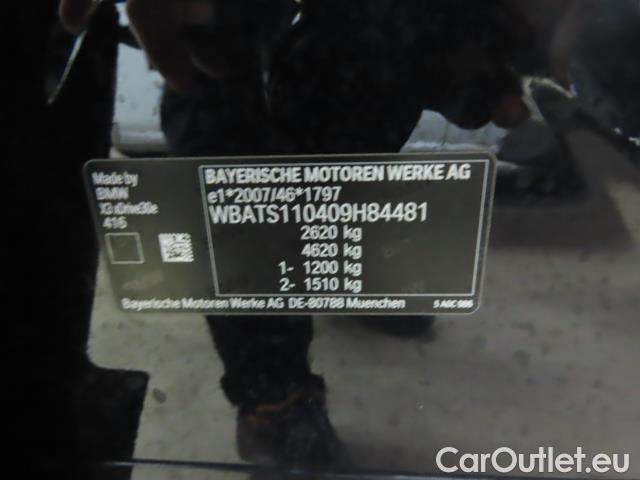 Made by
BMW
X3 xDrive30e
416
BAYERISCHE MOTOREN WERKE AG
e1*2007/46*1797
WBATS110409H84481
2620 kg
4620 kg
1- 1200 kg
2- 1510 kg
Bayerische Motoren Werke AG DE-80788 Muenchen
CarOutlet.eu